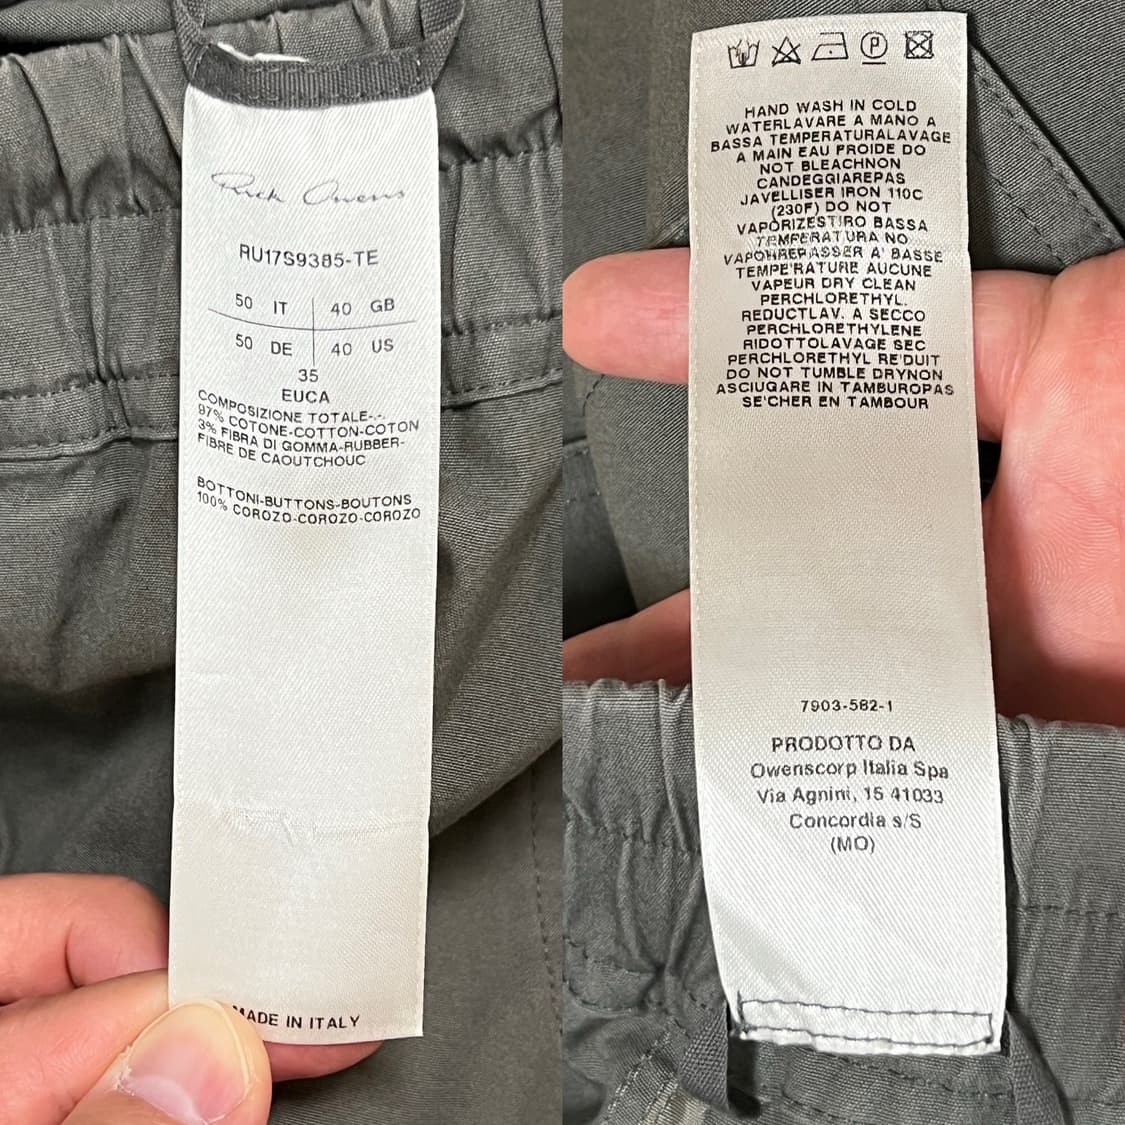 Rick Owens
RU17S9385-TE
50 IT 40 GB
50 DE 40 US
35
EUCA
COMPOSIZIONE TOTALE-.-.
97% COTONE-COTTON-COTON
3% FIBRA DI GOMMA-RUBBER-
FIBRE DE CAOUTCHOUC
BOTTONI-BUTTONS-BOUTONS
100% COROZO-COROZO-COROZO
MADE IN ITALY
P
HAND WASH IN COLD
WATERLAVARE A MANO A
BASSA TEMPERATURALAVAGE
A MAIN EAU FROIDE DO
NOT BLEACHNON
CANDEGGIAREPAS
JAVELLISER IRON 110C
(230F) DO NOT
VAPORIZESTIRO BASSA
TEMFERATURA NO
VAPOHREPASSER A' BASSE
TEMPE'RATURE AUCUNE
VAPEUR DRY CLEAN
PERCHLORETHYL.
REDUCTLAV. A SECCO
PERCHLORETHYLENE
RIDOTTOLAVAGE SEC
PERCHLORETHYL RE'DUIT
DO NOT TUMBLE DRYNON
ASCIUGARE IN TAMBUROPAS
SE'CHER EN TAMBOUR
7903-582-1
PRODOTTO DA
Owenscorp Italia Spa
Via Agnini, 15 41033
Concordia s/S
(MO)